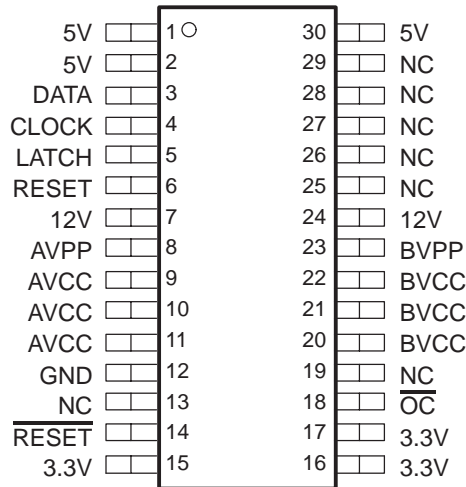 5V 1 30 5V
5V 2 29 NC
DATA 3 28 NC
CLOCK 4 27 NC
LATCH 5 26 NC
RESET 6 25 NC
12V 7 24 12V
AVPP 8 23 BVPP
AVCC 9 22 BVCC
AVCC 10 21 BVCC
AVCC 11 20 BVCC
GND 12 19 NC
NC 13 18 O̅C̅
R̅E̅S̅E̅T̅ 14 17 3.3V
3.3V 15 16 3.3V